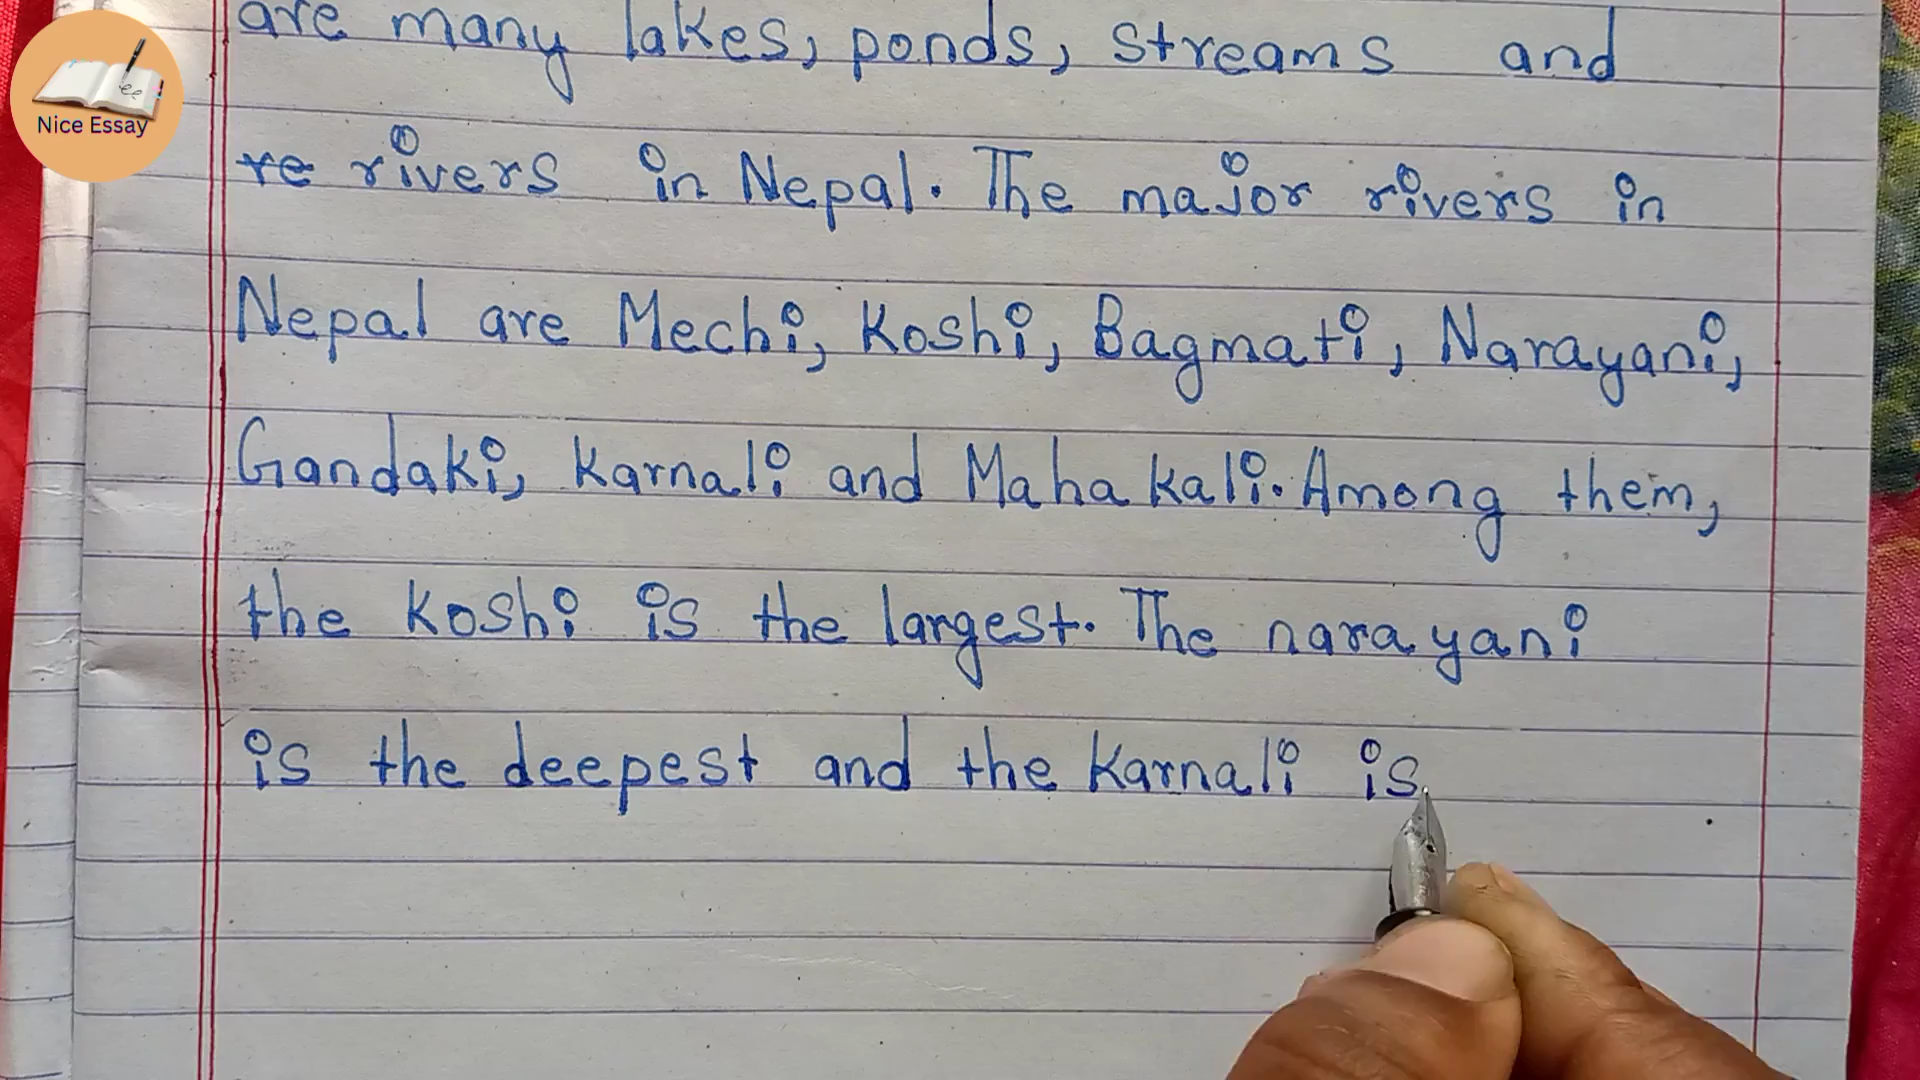 are many lakes, ponds, streams and
Nice Essay
re rivers in Nepal. The major rivers in
Nepal are Mechi, Koshi, Bagmati, Narayani,
Gandaki, Karnali and Mahakali. Among them,
the Koshi is the largest. The narayani
is the deepest and the Karnali is